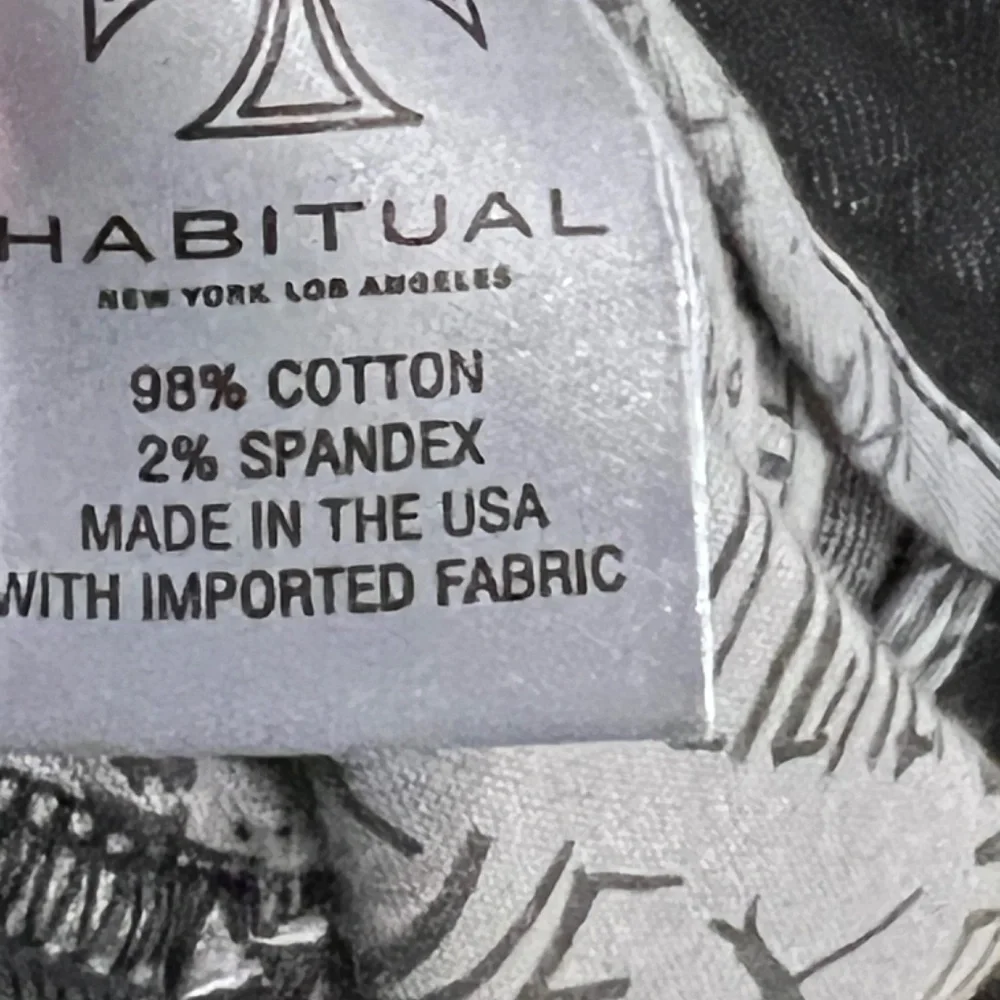 HABITUAL
NEW YORK LOS ANGELES
98% COTTON
2% SPANDEX
MADE IN THE USA
WITH IMPORTED FABRIC